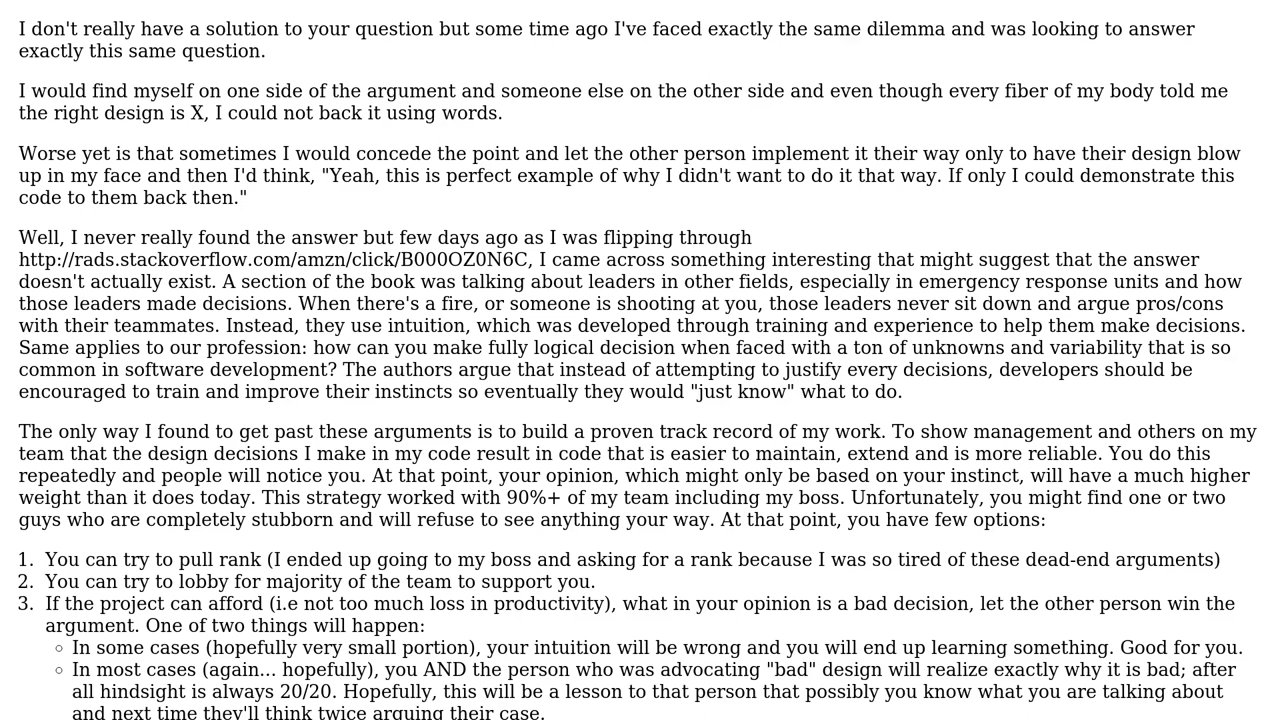 I don't really have a solution to your question but some time ago I've faced exactly the same dilemma and was looking to answer
exactly this same question.
I would find myself on one side of the argument and someone else on the other side and even though every fiber of my body told me
the right design is X, I could not back it using words.
Worse yet is that sometimes I would concede the point and let the other person implement it their way only to have their design blow
up in my face and then I'd think, "Yeah, this is perfect example of why I didn't want to do it that way. If only I could demonstrate this
code to them back then."
Well, I never really found the answer but few days ago as I was flipping through
http://rads.stackoverflow.com/amzn/click/B000OZ0N6C, I came across something interesting that might suggest that the answer
doesn't actually exist. A section of the book was talking about leaders in other fields, especially in emergency response units and how
those leaders made decisions. When there's a fire, or someone is shooting at you, those leaders never sit down and argue pros/cons
with their teammates. Instead, they use intuition, which was developed through training and experience to help them make decisions.
Same applies to our profession: how can you make fully logical decision when faced with a ton of unknowns and variability that is so
common in software development? The authors argue that instead of attempting to justify every decisions, developers should be
encouraged to train and improve their instincts so eventually they would "just know" what to do.
The only way I found to get past these arguments is to build a proven track record of my work. To show management and others on my
team that the design decisions I make in my code result in code that is easier to maintain, extend and is more reliable. You do this
repeatedly and people will notice you. At that point, your opinion, which might only be based on your instinct, will have a much higher
weight than it does today. This strategy worked with 90%+ of my team including my boss. Unfortunately, you might find one or two
guys who are completely stubborn and will refuse to see anything your way. At that point, you have few options:
1. You can try to pull rank (I ended up going to my boss and asking for a rank because I was so tired of these dead-end arguments)
2. You can try to lobby for majority of the team to support you.
3. If the project can afford (i.e not too much loss in productivity), what in your opinion is a bad decision, let the other person win the
argument. One of two things will happen:
◦ In some cases (hopefully very small portion), your intuition will be wrong and you will end up learning something. Good for you.
◦ In most cases (again... hopefully), you AND the person who was advocating "bad" design will realize exactly why it is bad; after
all hindsight is always 20/20. Hopefully, this will be a lesson to that person that possibly you know what you are talking about
and next time they'll think twice arguing their case.